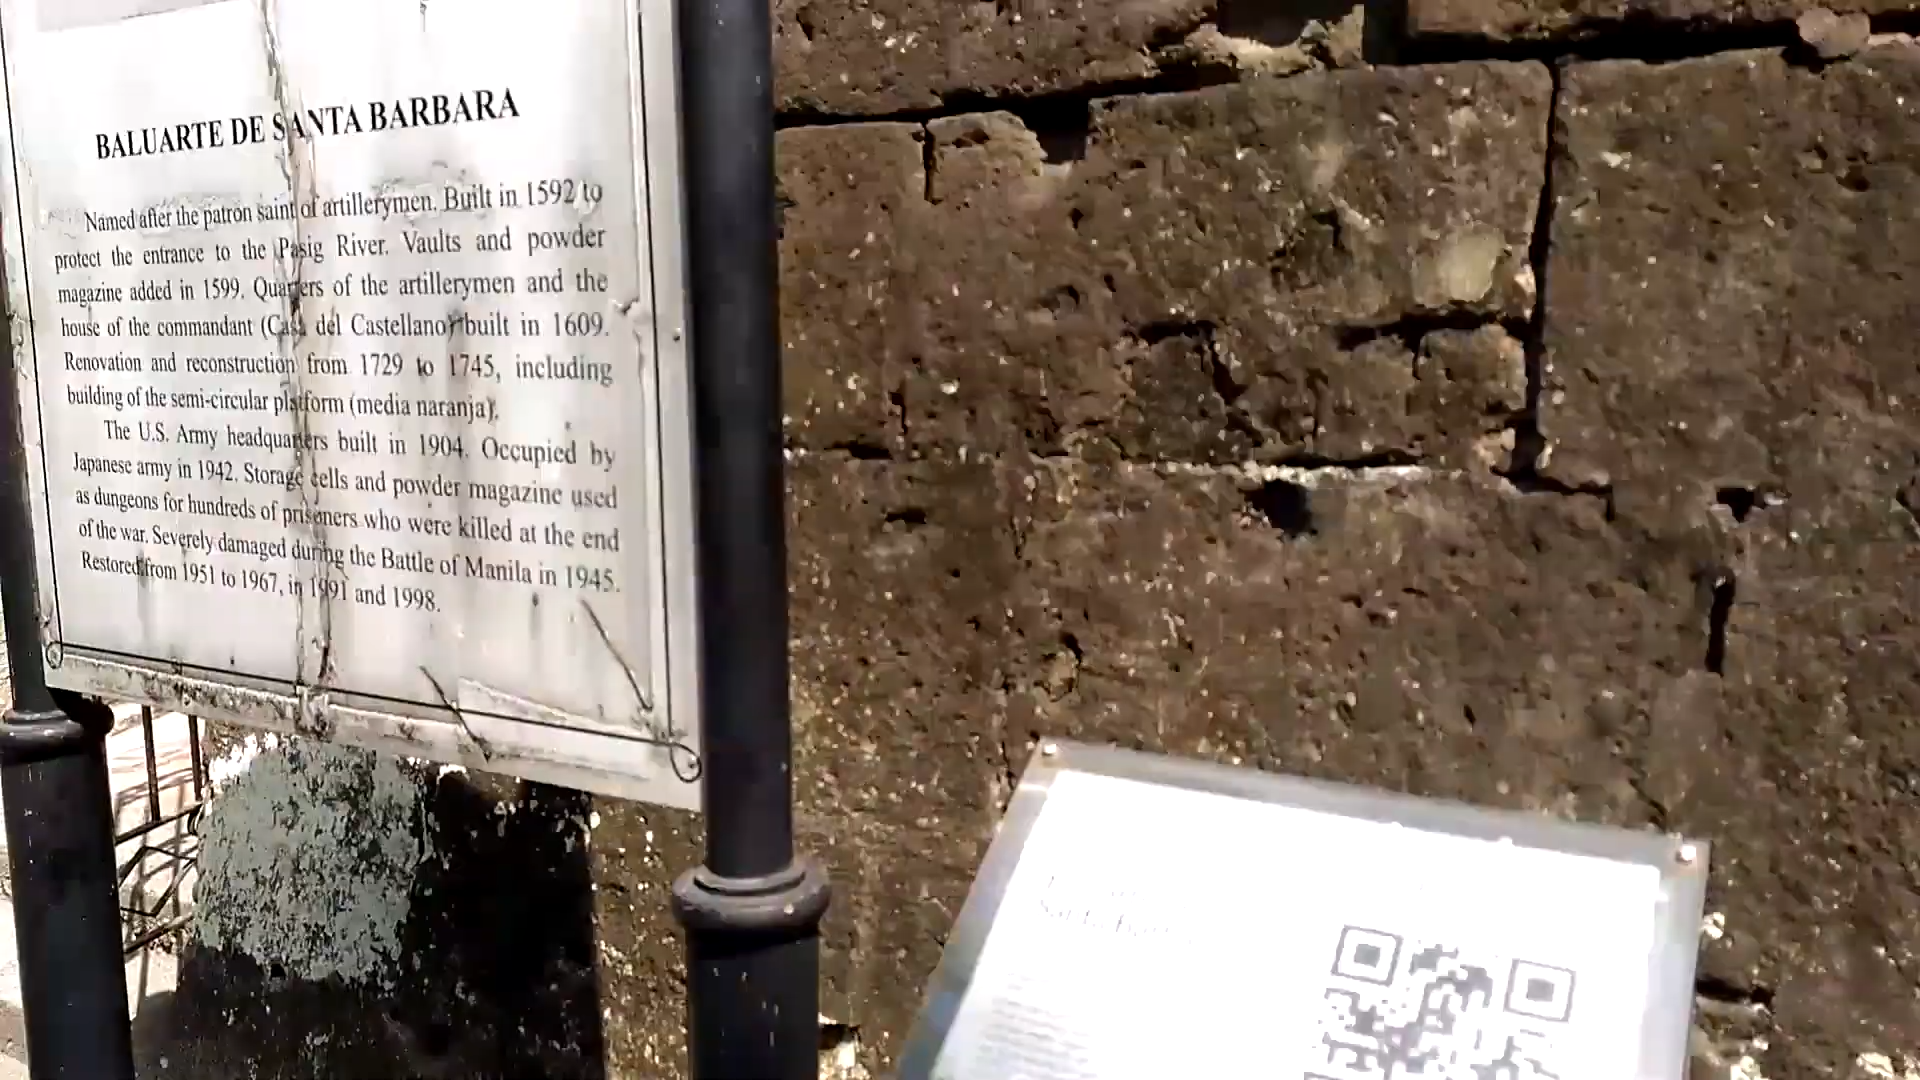 BALUARTE DE SANTA BARBARA
Named after the patron saint of artillerymen. Built in 1592 to
protect the entrance to the Pasig River. Vaults and powder
magazine added in 1599. Quarters of the artillerymen and the
house of the commandant (Casa del Castellano) built in 1609.
Renovation and reconstruction from 1729 to 1745, including
building of the semi-circular platform (media naranja).
The U.S. Army headquarters built in 1904. Occupied by
Japanese army in 1942. Storage cells and powder magazine used
as dungeons for hundreds of prisoners who were killed at the end
of the war. Severely damaged during the Battle of Manila in 1945.
Restored from 1951 to 1967, in 1991 and 1998.